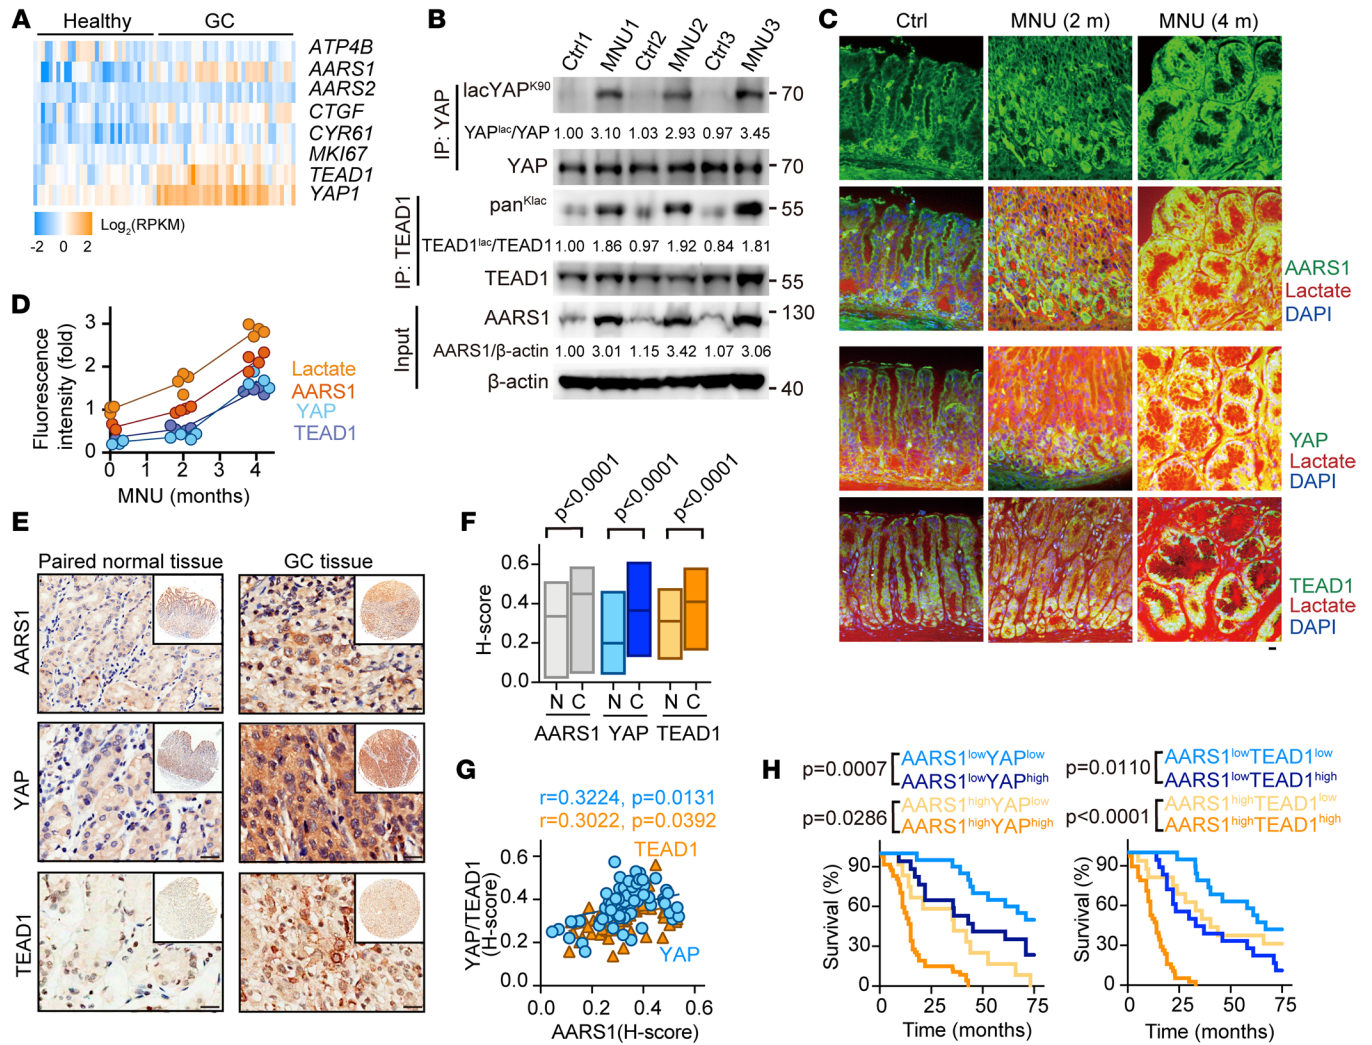 A
Healthy GC
ATP4B
AARS1
AARS2
CTGF
CYR61
MKI67
TEAD1
YAP1
Log2(RPKM)
-2 0 2
B
Ctrl1 MNU1 Ctrl2 MNU2 Ctrl3 MNU3
IP: YAP
lacYAPK90 70
YAPlac/YAP 1.00 3.10 1.03 2.93 0.97 3.45
YAP 70
IP: TEAD1
panKlac 55
TEAD1lac/TEAD1 1.00 1.86 0.97 1.92 0.84 1.81
TEAD1 55
Input
AARS1 130
AARS1/β-actin 1.00 3.01 1.15 3.42 1.07 3.06
β-actin 40
C
Ctrl MNU (2 m) MNU (4 m)
AARS1
Lactate
DAPI
YAP
Lactate
DAPI
TEAD1
Lactate
DAPI
D
Fluorescence
intensity (fold)
3
2
1
0
0 1 2 3 4
MNU (months)
Lactate
AARS1
YAP
TEAD1
E
Paired normal tissue GC tissue
AARS1
YAP
TEAD1
F
p<0.0001 p<0.0001 p<0.0001
H-score
0.6
0.4
0.2
0.0
N C N C N C
AARS1 YAP TEAD1
G
r=0.3224, p=0.0131
r=0.3022, p=0.0392
YAP/TEAD1
(H-score)
0.6
0.4
0.2
0.0
TEAD1
YAP
0.0 0.2 0.4 0.6
AARS1(H-score)
H
p=0.0007
AARS1lowYAPlow
AARS1lowYAPhigh
p=0.0286
AARS1highYAPlow
AARS1highYAPhigh
Survival (%)
90
60
30
0
0 25 50 75
Time (months)
p=0.0110
AARS1lowTEAD1low
AARS1lowTEAD1high
p<0.0001
AARS1highTEAD1low
AARS1highTEAD1high
Survival (%)
90
60
30
0
0 25 50 75
Time (months)